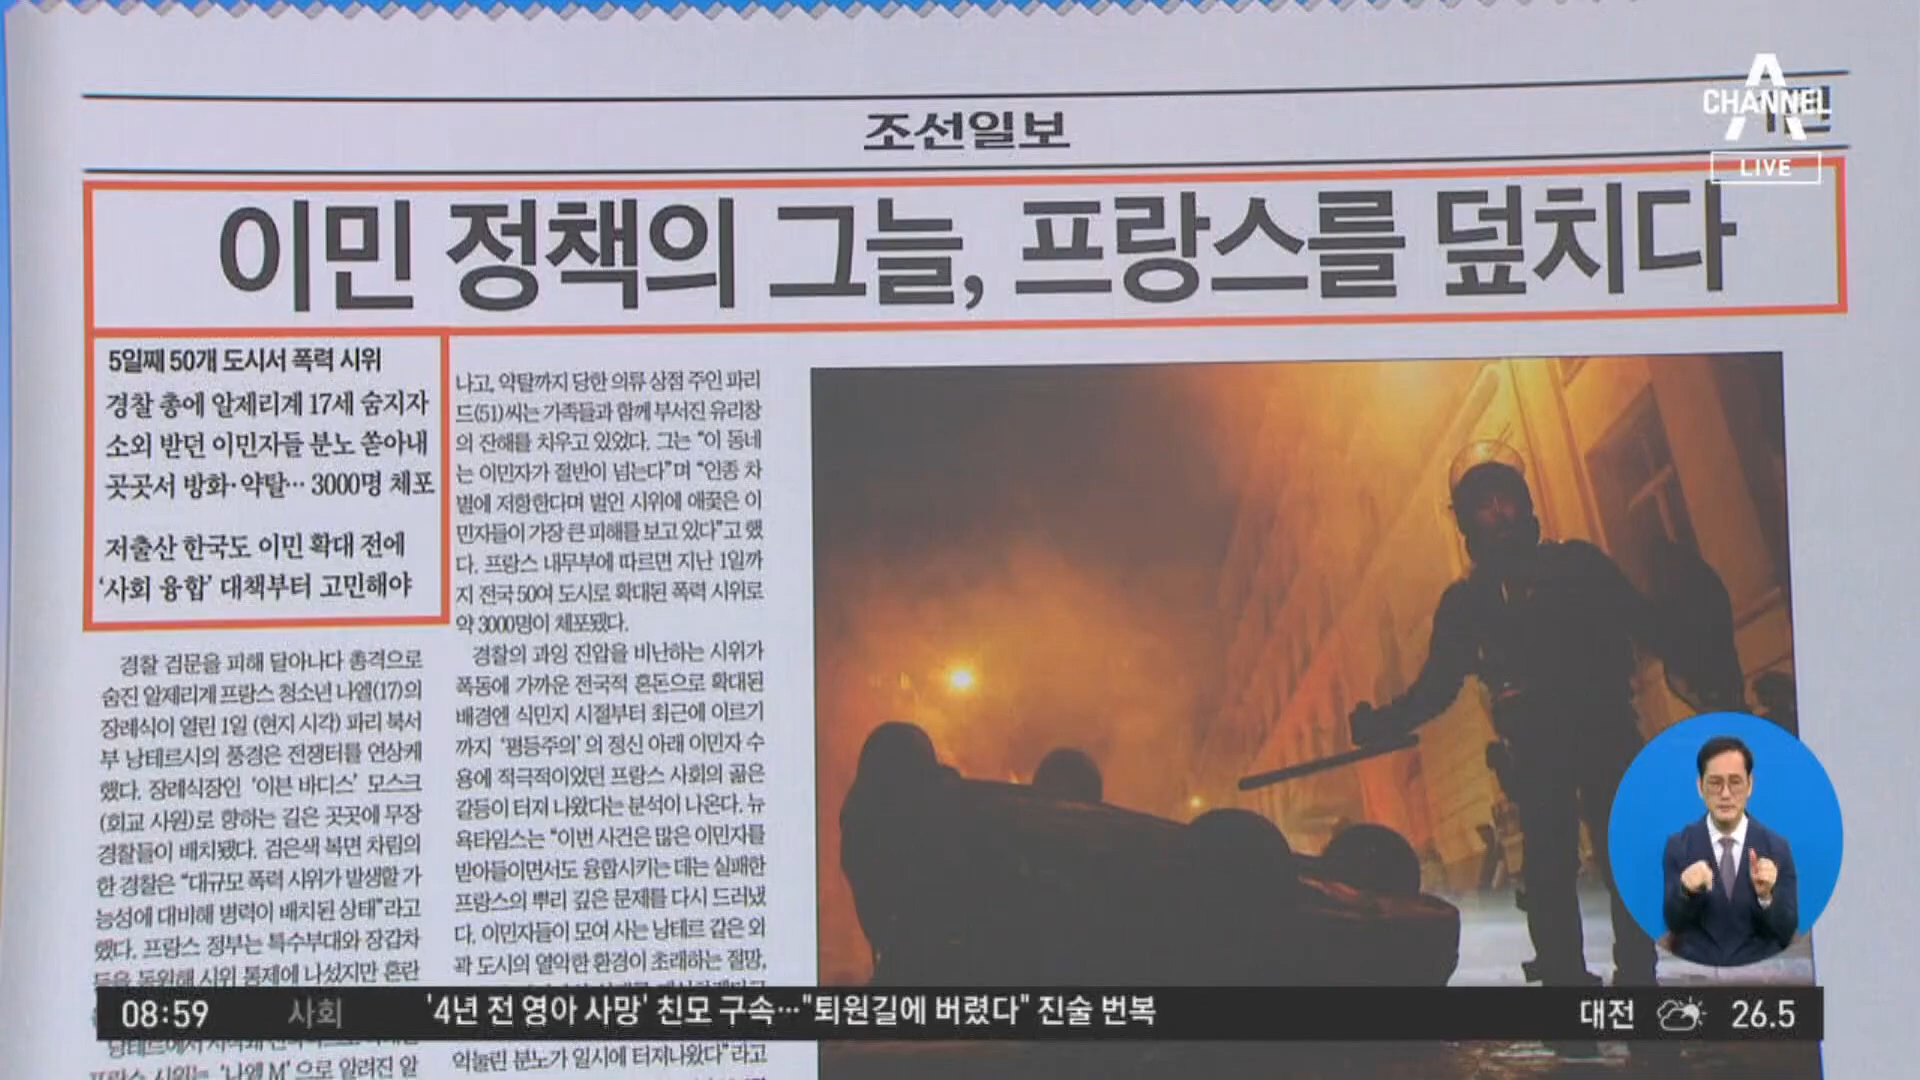 조선일보
CHANNEL A
LIVE
이민 정책의 그늘, 프랑스를 덮치다
5일째 50개 도시서 폭력 시위
경찰 총에 알제리계 17세 숨지자
소외 받던 이민자들 분노 쏟아내
곳곳서 방화·약탈… 3000명 체포
저출산 한국도 이민 확대 전에
‘사회 융합’ 대책부터 고민해야
경찰 검문을 피해 달아나다 총격으로
숨진 알제리계 프랑스 청소년 나엘(17)의
장례식이 열린 1일 (현지 시각) 파리 북서
부 낭테르시의 풍경은 전쟁터를 연상케
했다. 장례식장인 ‘이븐 바디스’ 모스크
(회교 사원)로 향하는 길은 곳곳에 무장
경찰들이 배치됐다. 검은색 복면 차림의
한 경찰은 “대규모 폭력 시위가 발생할 가
능성에 대비해 병력이 배치된 상태”라고
했다. 프랑스 정부는 특수부대와 장갑차
들을 동원해 시위 통제에 나섰지만 혼란
프랑스 시위는 ‘나엘 M’으로 알려진 알
나고, 약탈까지 당한 의류 상점 주인 파리
드(51)씨는 가족들과 함께 부서진 유리창
의 잔해를 치우고 있었다. 그는 “이 동네
는 이민자가 절반이 넘는다”며 “인종 차
별에 저항한다며 벌인 시위에 애꿎은 이
민자들이 가장 큰 피해를 보고 있다”고 했
다. 프랑스 내무부에 따르면 지난 1일까
지 전국 50여 도시로 확대된 폭력 시위로
약 3000명이 체포됐다.
경찰의 과잉 진압을 비난하는 시위가
폭동에 가까운 전국적 혼돈으로 확대된
배경엔 식민지 시절부터 최근에 이르기
까지 ‘평등주의’의 정신 아래 이민자 수
용에 적극적이었던 프랑스 사회의 곪은
갈등이 터져 나왔다는 분석이 나온다. 뉴
욕타임스는 “이번 사건은 많은 이민자를
받아들이면서도 융합시키는 데는 실패한
프랑스의 뿌리 깊은 문제를 다시 드러냈
다. 이민자들이 모여 사는 낭테르 같은 외
곽 도시의 열악한 환경이 초래하는 절망,
억눌린 분노가 일시에 터져나왔다”라고
08:59 사회 '4년 전 영아 사망' 친모 구속…"퇴원길에 버렸다" 진술 번복 대전 26.5